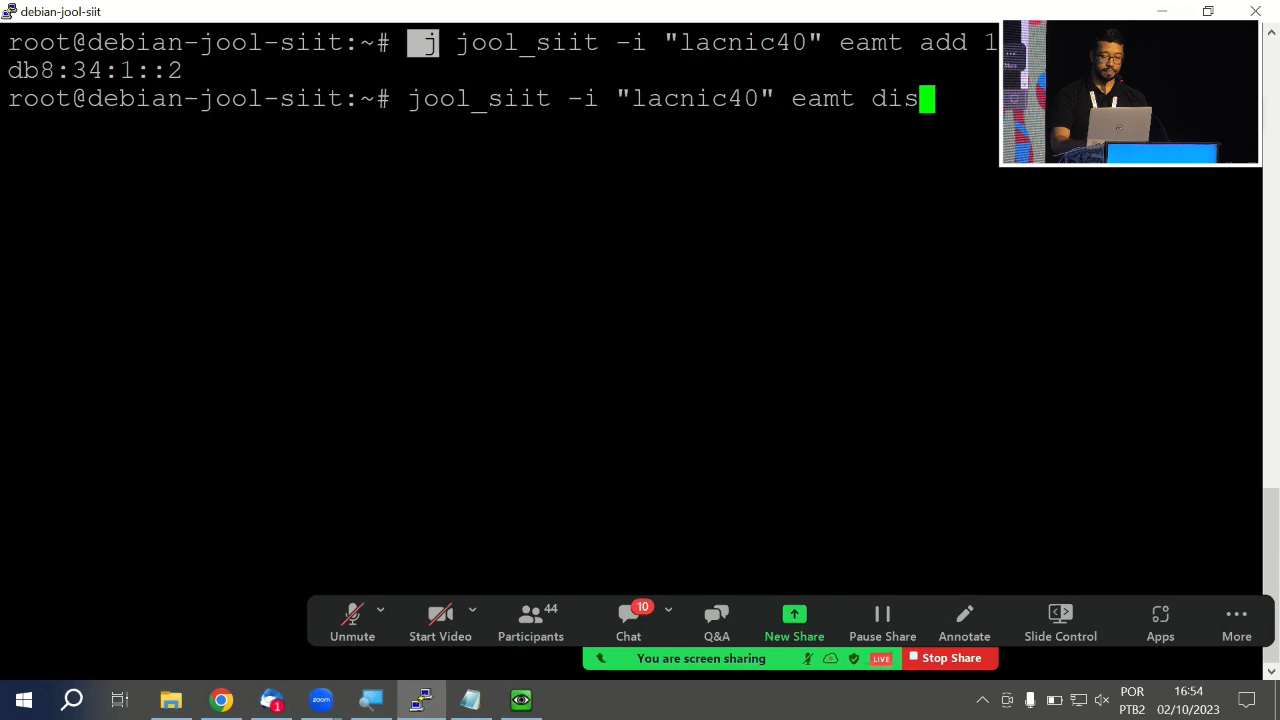 debian-jool-siit
root@debian-jool-siit:~# j jool_siit -i "lacnic40" eamt add 1
db8:34:11:2
root@debian-jool-siit:~# jool_siit -i "lacnic40" eamt dis
Unmute
Start Video
44
Participants
10
Chat
Q&A
New Share
Pause Share
Annotate
Slide Control
Apps
More
You are screen sharing
LIVE
Stop Share
1
zoom
POR
PTB2
16:54
02/10/2023